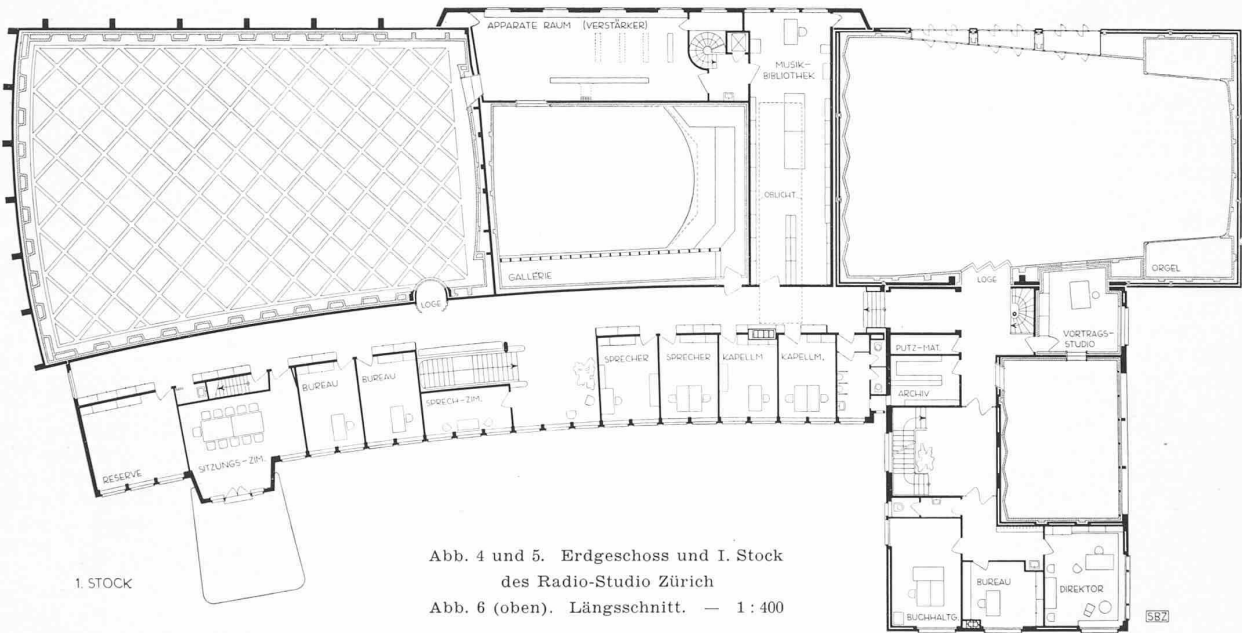 APPARATE RAUM (VERSTÄRKER)
MUSIK-
BIBLIOTHEK
OBLICHT.
GALLERIE
LOGE
ORGEL
LOGE
VORTRAGS-
STUDIO
PUTZ-MAT.
ARCHIV
SPRECHER
SPRECHER
KAPELLM
KAPELLM.
BUREAU
BUREAU
SPRECH-ZIM.
RESERVE
SITZUNGS-ZIM.
1. STOCK
Abb. 4 und 5. Erdgeschoss und I. Stock
des Radio-Studio Zürich
Abb. 6 (oben). Längsschnitt. — 1 : 400
BUCHHALTG.
BUREAU
DIREKTOR
SBZ